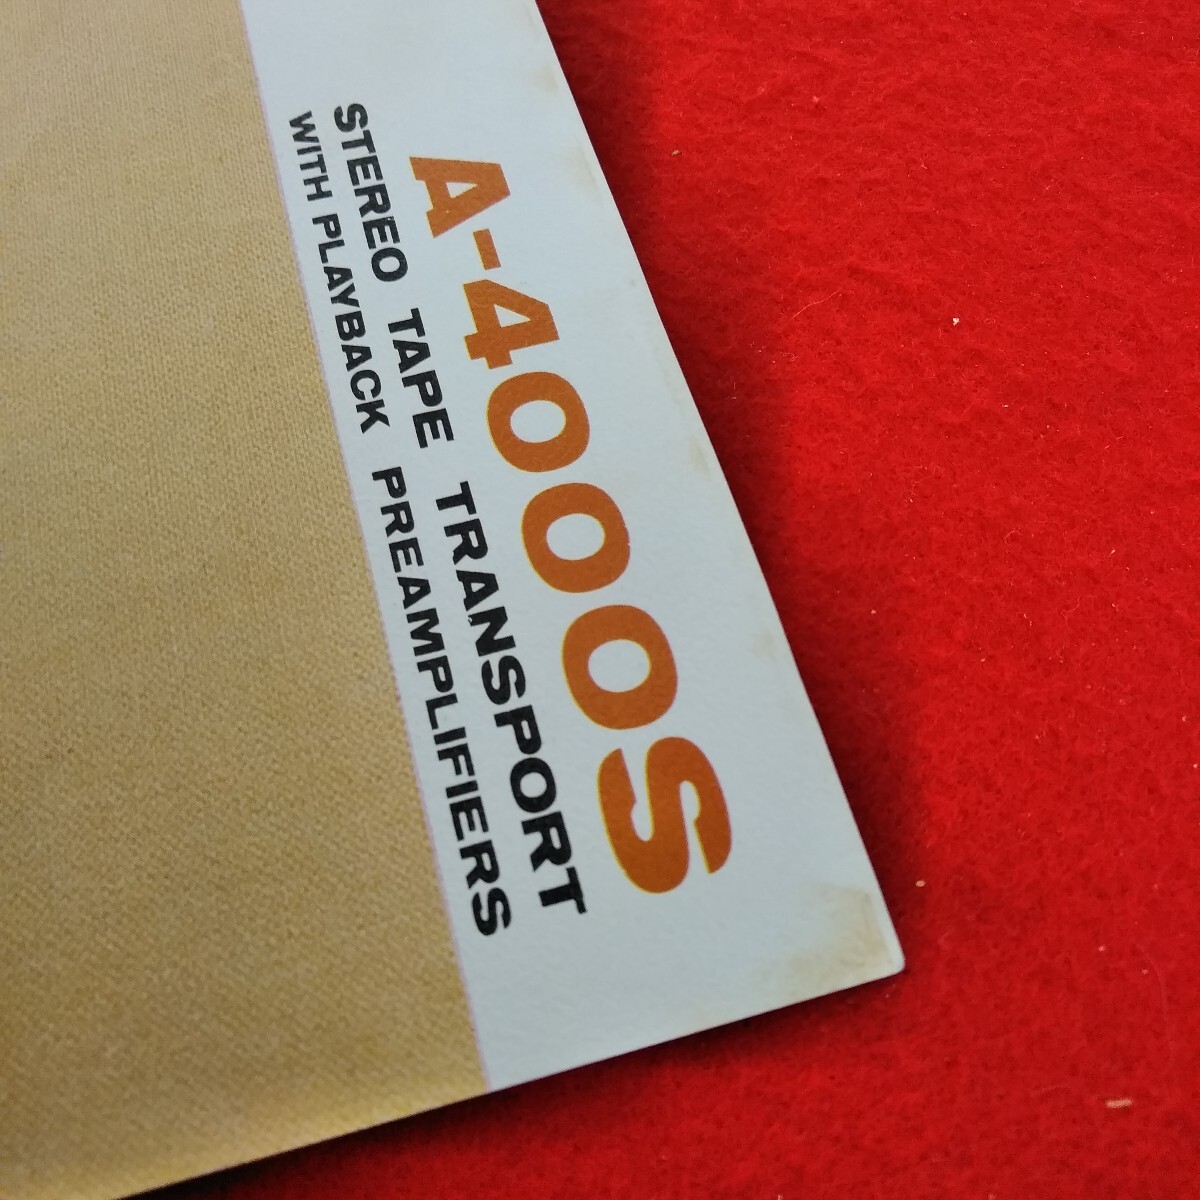 A-4000S
STEREO TAPE TRANSPORT
WITH PLAYBACK PREAMPLIFIERS